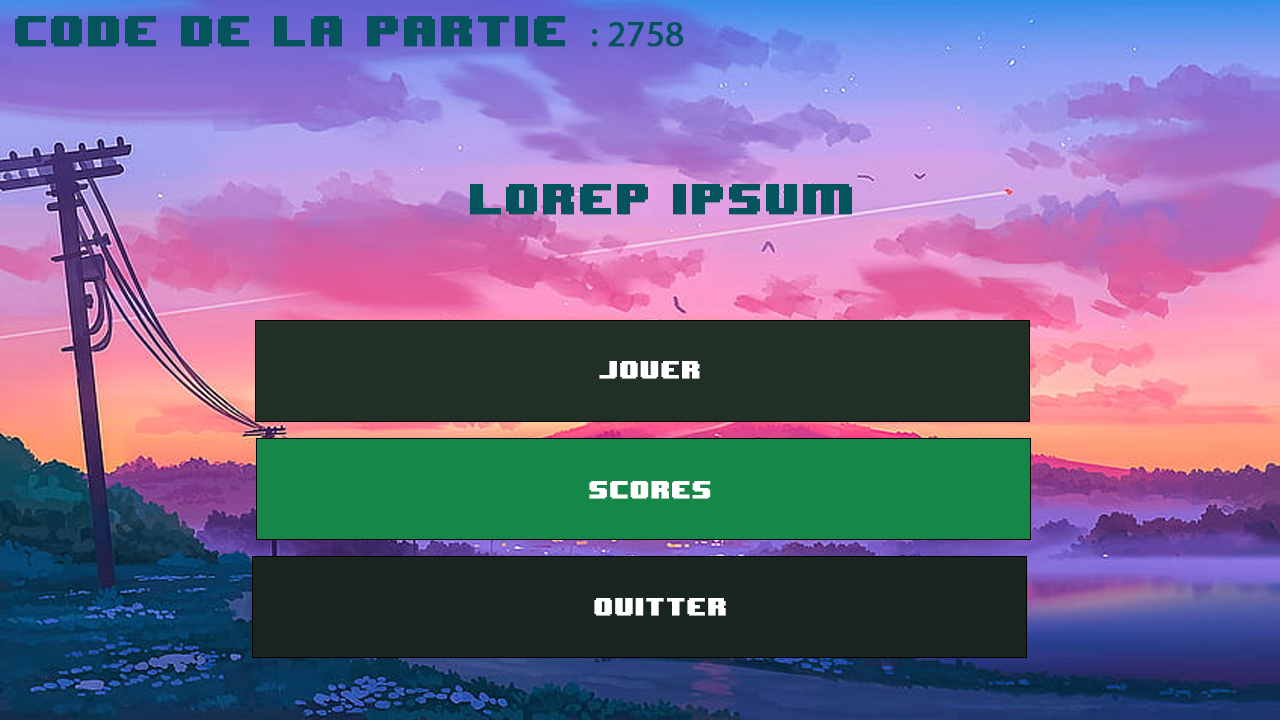 CODE DE LA PARTIE : 2758
LOREP IPSUM
JOUER
SCORES
QUITTER